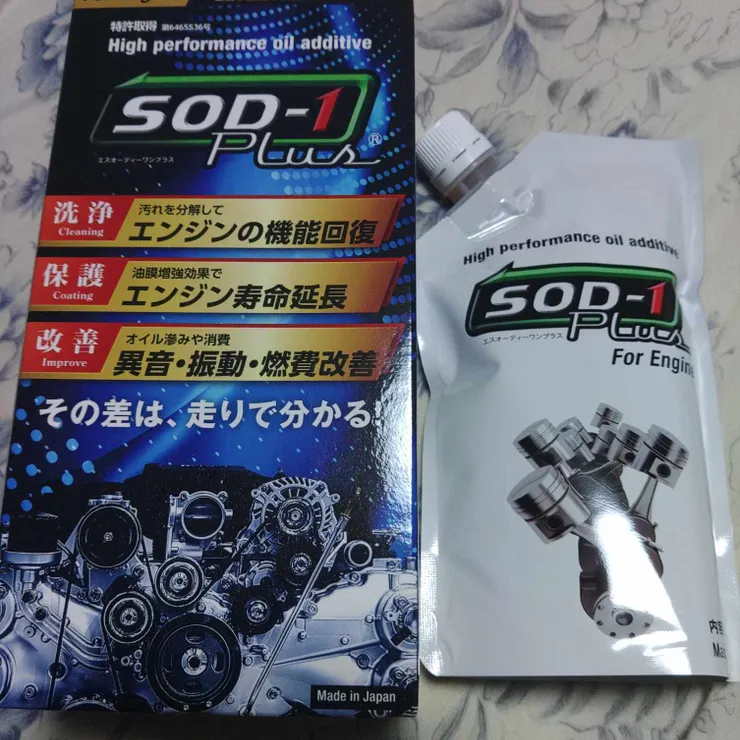 特許取得 第6465536号
High performance oil additive
SOD-1
Plus®
エスオーディーワンプラス
洗浄
Cleaning
汚れを分解して
エンジンの機能回復
保護
Coating
油膜増強効果で
エンジン寿命延長
改善
Improve
オイル滲みや消費
異音・振動・燃費改善
その差は、走りで分かる!
Made in Japan
High performance oil additive
SOD-1
Plus
エスオーディーワンプラス
For Engine
内
Ma